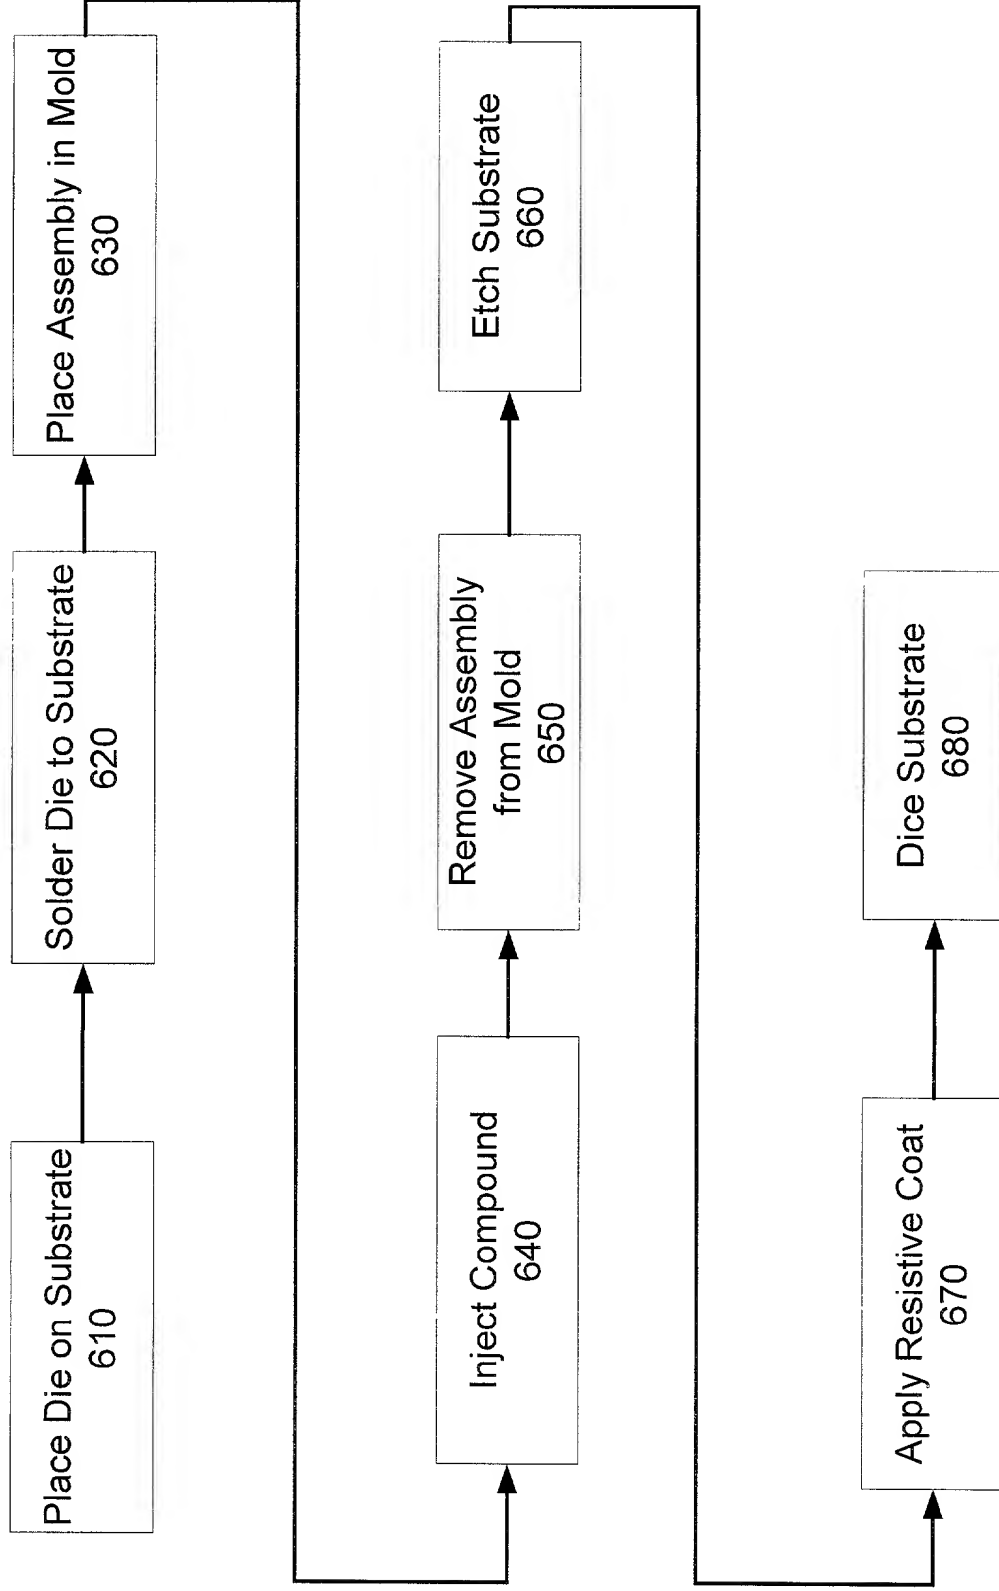 Place Die on Substrate
610
Solder Die to Substrate
620
Place Assembly in Mold
630
Inject Compound
640
Remove Assembly
from Mold
650
Etch Substrate
660
Apply Resistive Coat
670
Dice Substrate
680